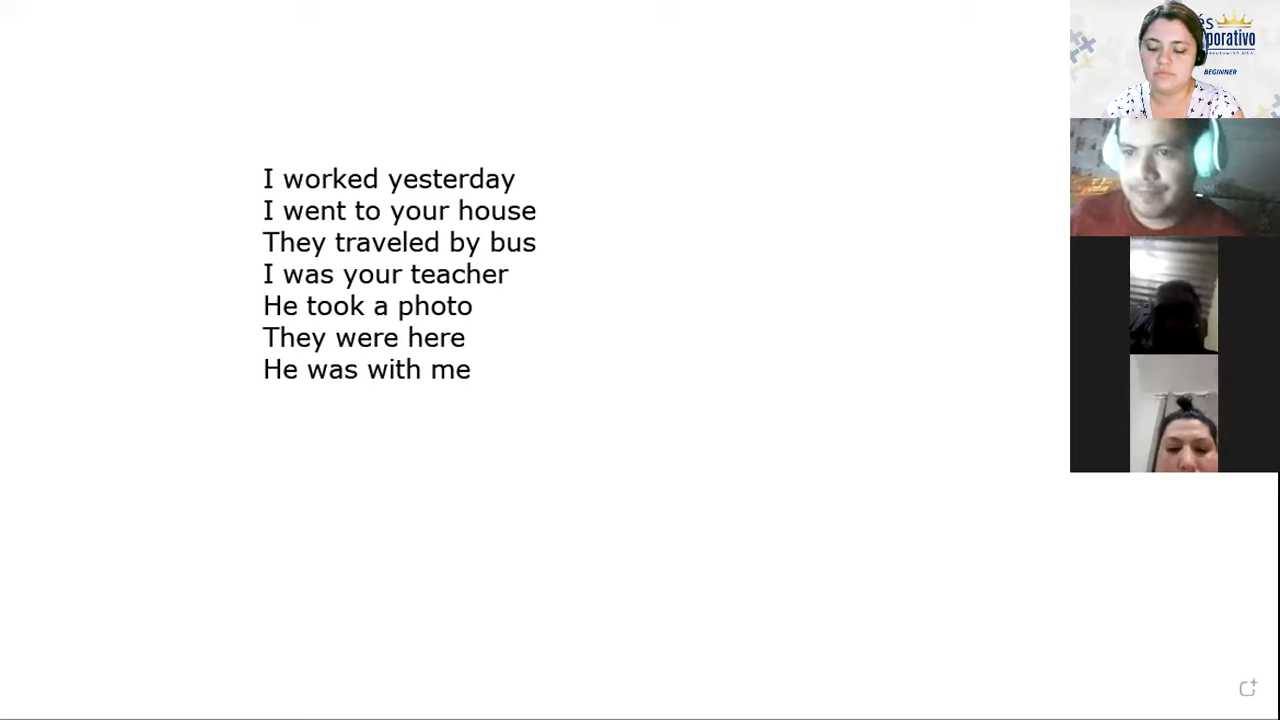 I worked yesterday
I went to your house
They traveled by bus
I was your teacher
He took a photo
They were here
He was with me
BEGINNER